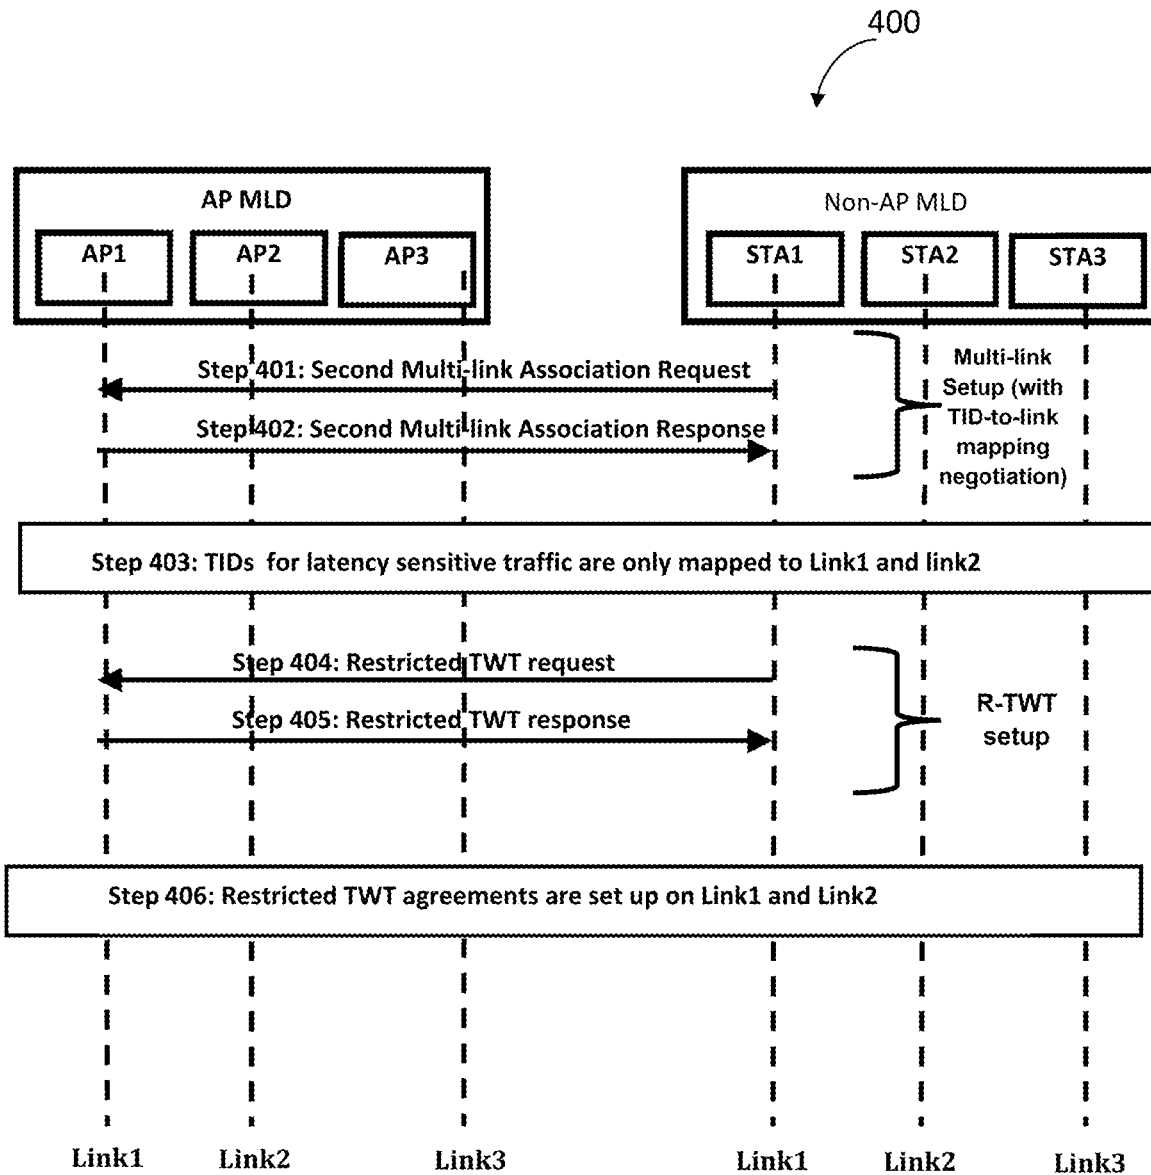 400
AP MLD
Non-AP MLD
AP1
AP2
AP3
STA1
STA2
STA3
Step 401: Second Multi-link Association Request
Step 402: Second Multi-link Association Response
Multi-link
Setup (with
TID-to-link
mapping
negotiation)
Step 403: TIDs for latency sensitive traffic are only mapped to Link1 and link2
Step 404: Restricted TWT request
Step 405: Restricted TWT response
R-TWT
setup
Step 406: Restricted TWT agreements are set up on Link1 and Link2
Link1
Link2
Link3
Link1
Link2
Link3